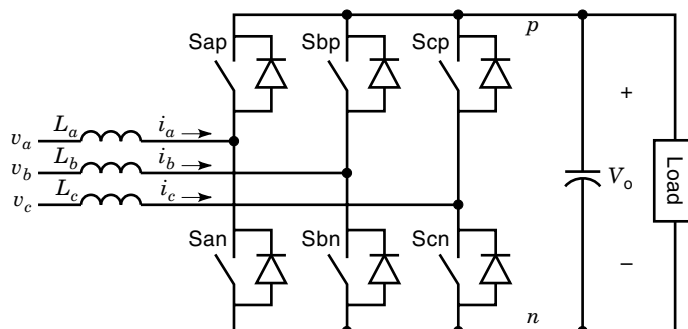 p
Sap Sbp Scp
+
v_a L_a i_a
v_b L_b i_b
v_c L_c i_c
V_o Load
San Sbn Scn
−
n